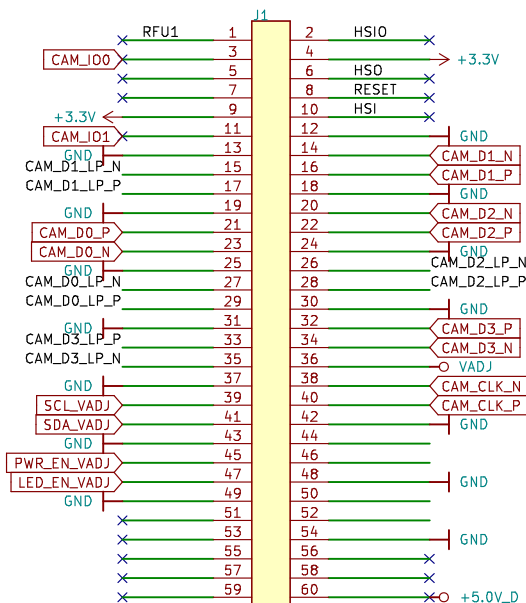 J1
RFU1 1 2 HSIO
CAM_IO0 3 4 +3.3V
5 6 HSO
7 8 RESET
+3.3V 9 10 HSI
CAM_IO1 11 12 GND
GND 13 14 CAM_D1_N
CAM_D1_LP_N 15 16 CAM_D1_P
CAM_D1_LP_P 17 18 GND
GND 19 20 CAM_D2_N
CAM_D0_P 21 22 CAM_D2_P
CAM_D0_N 23 24 GND
GND 25 26 CAM_D2_LP_N
CAM_D0_LP_N 27 28 CAM_D2_LP_P
CAM_D0_LP_P 29 30 GND
GND 31 32 CAM_D3_P
CAM_D3_LP_P 33 34 CAM_D3_N
CAM_D3_LP_N 35 36 VADJ
GND 37 38 CAM_CLK_N
SCL_VADJ 39 40 CAM_CLK_P
SDA_VADJ 41 42 GND
GND 43 44
PWR_EN_VADJ 45 46
LED_EN_VADJ 47 48 GND
GND 49 50
51 52
53 54 GND
55 56
57 58
59 60 +5.0V_D